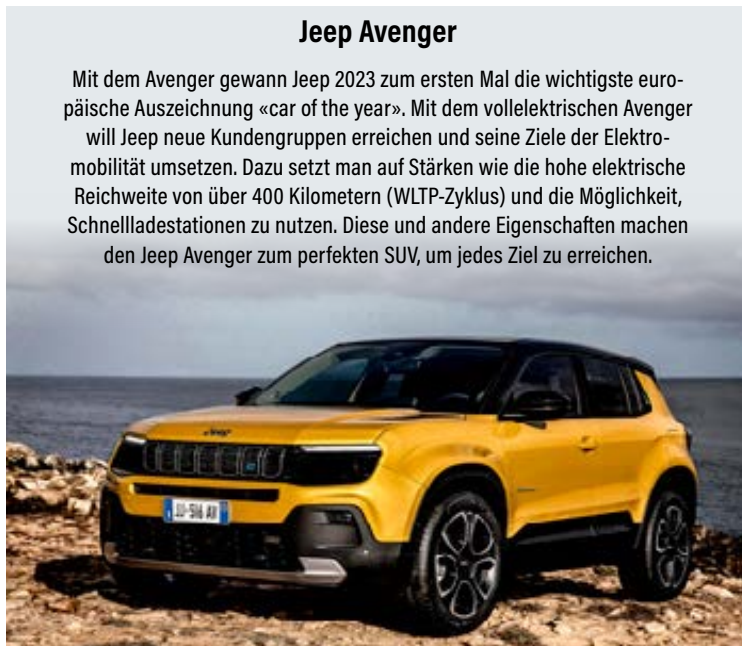 Jeep Avenger
Mit dem Avenger gewann Jeep 2023 zum ersten Mal die wichtigste euro-
päische Auszeichnung «car of the year». Mit dem vollelektrischen Avenger
will Jeep neue Kundengruppen erreichen und seine Ziele der Elektro-
mobilität umsetzen. Dazu setzt man auf Stärken wie die hohe elektrische
Reichweite von über 400 Kilometern (WLTP-Zyklus) und die Möglichkeit,
Schnellladestationen zu nutzen. Diese und andere Eigenschaften machen
den Jeep Avenger zum perfekten SUV, um jedes Ziel zu erreichen.
Jeep
JJ-516 AV